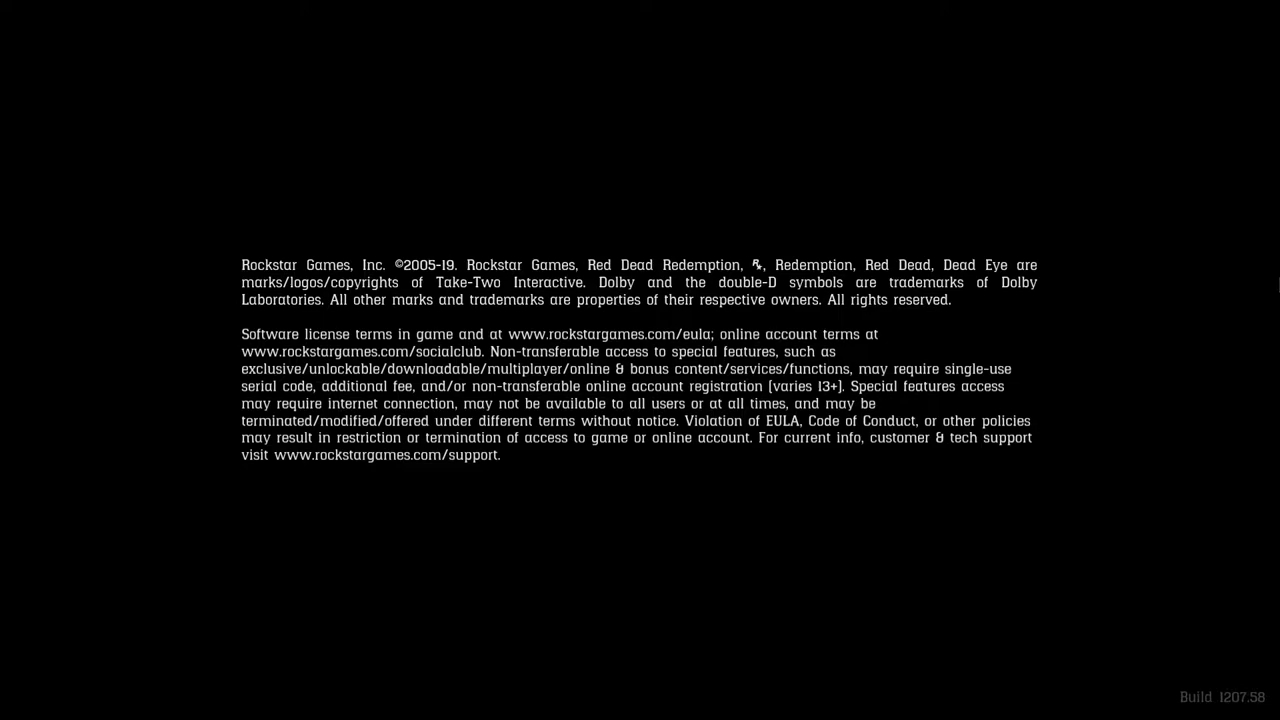 Rockstar Games, Inc. ©2005-19. Rockstar Games, Red Dead Redemption, R★, Redemption, Red Dead, Dead Eye are
marks/logos/copyrights of Take-Two Interactive. Dolby and the double-D symbols are trademarks of Dolby
Laboratories. All other marks and trademarks are properties of their respective owners. All rights reserved.
Software license terms in game and at www.rockstargames.com/eula; online account terms at
www.rockstargames.com/socialclub. Non-transferable access to special features, such as
exclusive/unlockable/downloadable/multiplayer/online & bonus content/services/functions, may require single-use
serial code, additional fee, and/or non-transferable online account registration [varies 13+]. Special features access
may require internet connection, may not be available to all users or at all times, and may be
terminated/modified/offered under different terms without notice. Violation of EULA, Code of Conduct, or other policies
may result in restriction or termination of access to game or online account. For current info, customer & tech support
visit www.rockstargames.com/support.
Build 1207.58